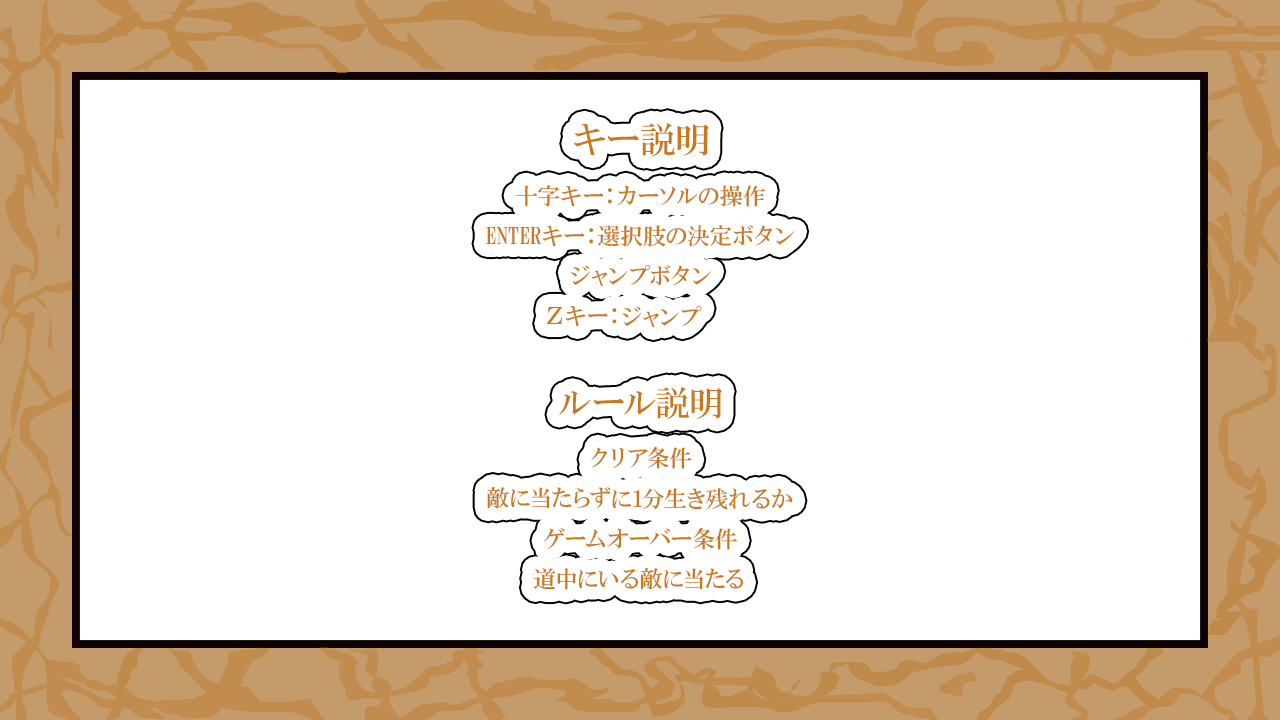 キー説明
十字キー：カーソルの操作
ENTERキー：選択肢の決定ボタン
ジャンプボタン
Zキー：ジャンプ
ルール説明
クリア条件
敵に当たらずに1分生き残れるか
ゲームオーバー条件
道中にいる敵に当たる